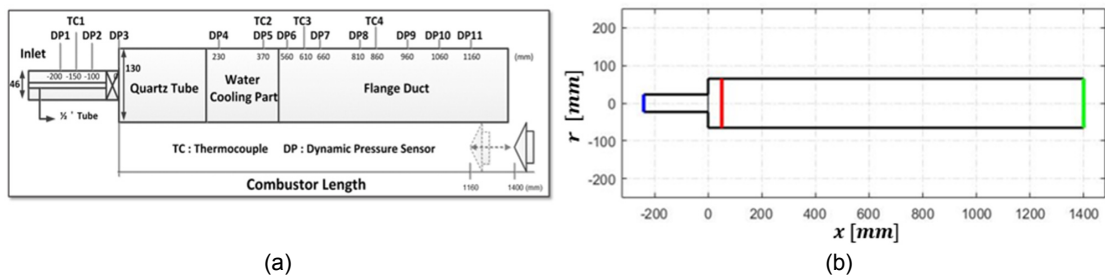 TC1 TC2 TC3 TC4
DP1 DP2 DP3 DP4 DP5 DP6 DP7 DP8 DP9 DP10 DP11
Inlet
-200 -150 -100 0 230 370 560 610 660 810 860 960 1060 1160 (mm)
46
130
Quartz Tube
Water
Cooling Part
Flange Duct
½ " Tube
TC : Thermocouple DP : Dynamic Pressure Sensor
Combustor Length
1160 1400 (mm)
(a)
r [mm]
200
100
0
-100
-200
-200 0 200 400 600 800 1000 1200 1400
x [mm]
(b)